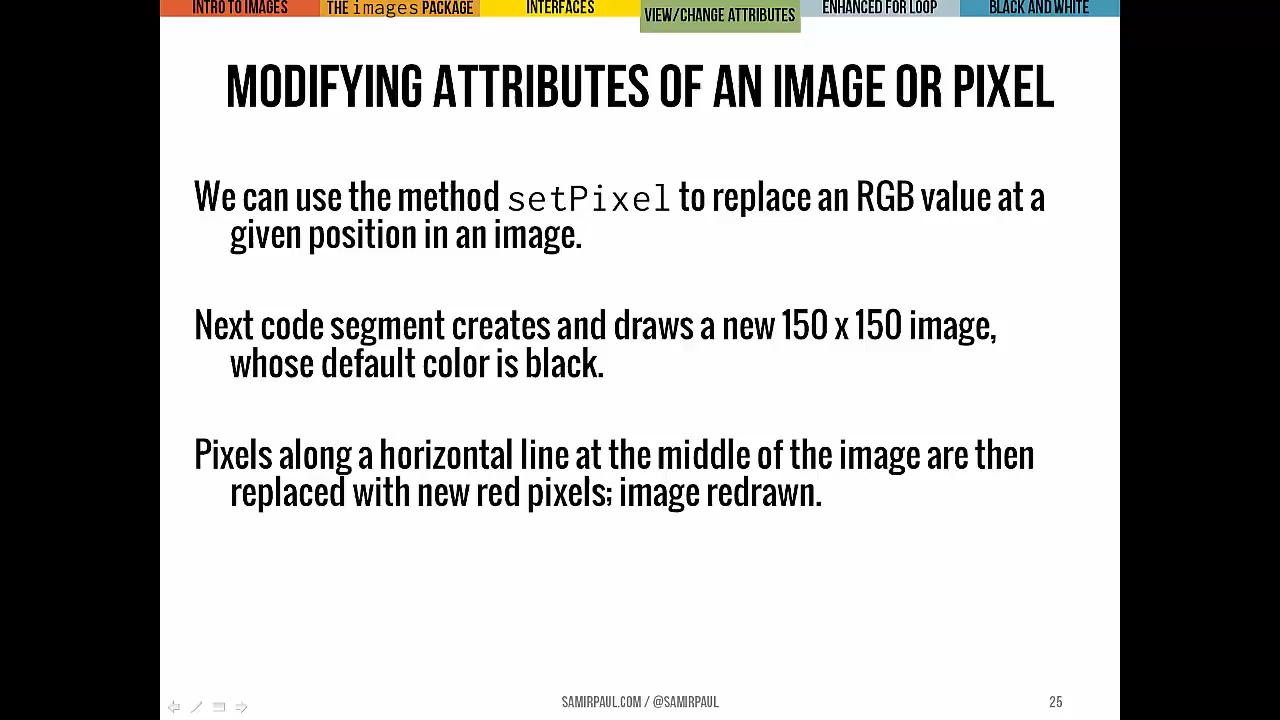 INTRO TO IMAGES
THE images PACKAGE
INTERFACES
VIEW/CHANGE ATTRIBUTES
ENHANCED FOR LOOP
BLACK AND WHITE
MODIFYING ATTRIBUTES OF AN IMAGE OR PIXEL
We can use the method setPixel to replace an RGB value at a
given position in an image.
Next code segment creates and draws a new 150 x 150 image,
whose default color is black.
Pixels along a horizontal line at the middle of the image are then
replaced with new red pixels; image redrawn.
SAMIRPAUL.COM / @SAMIRPAUL
25